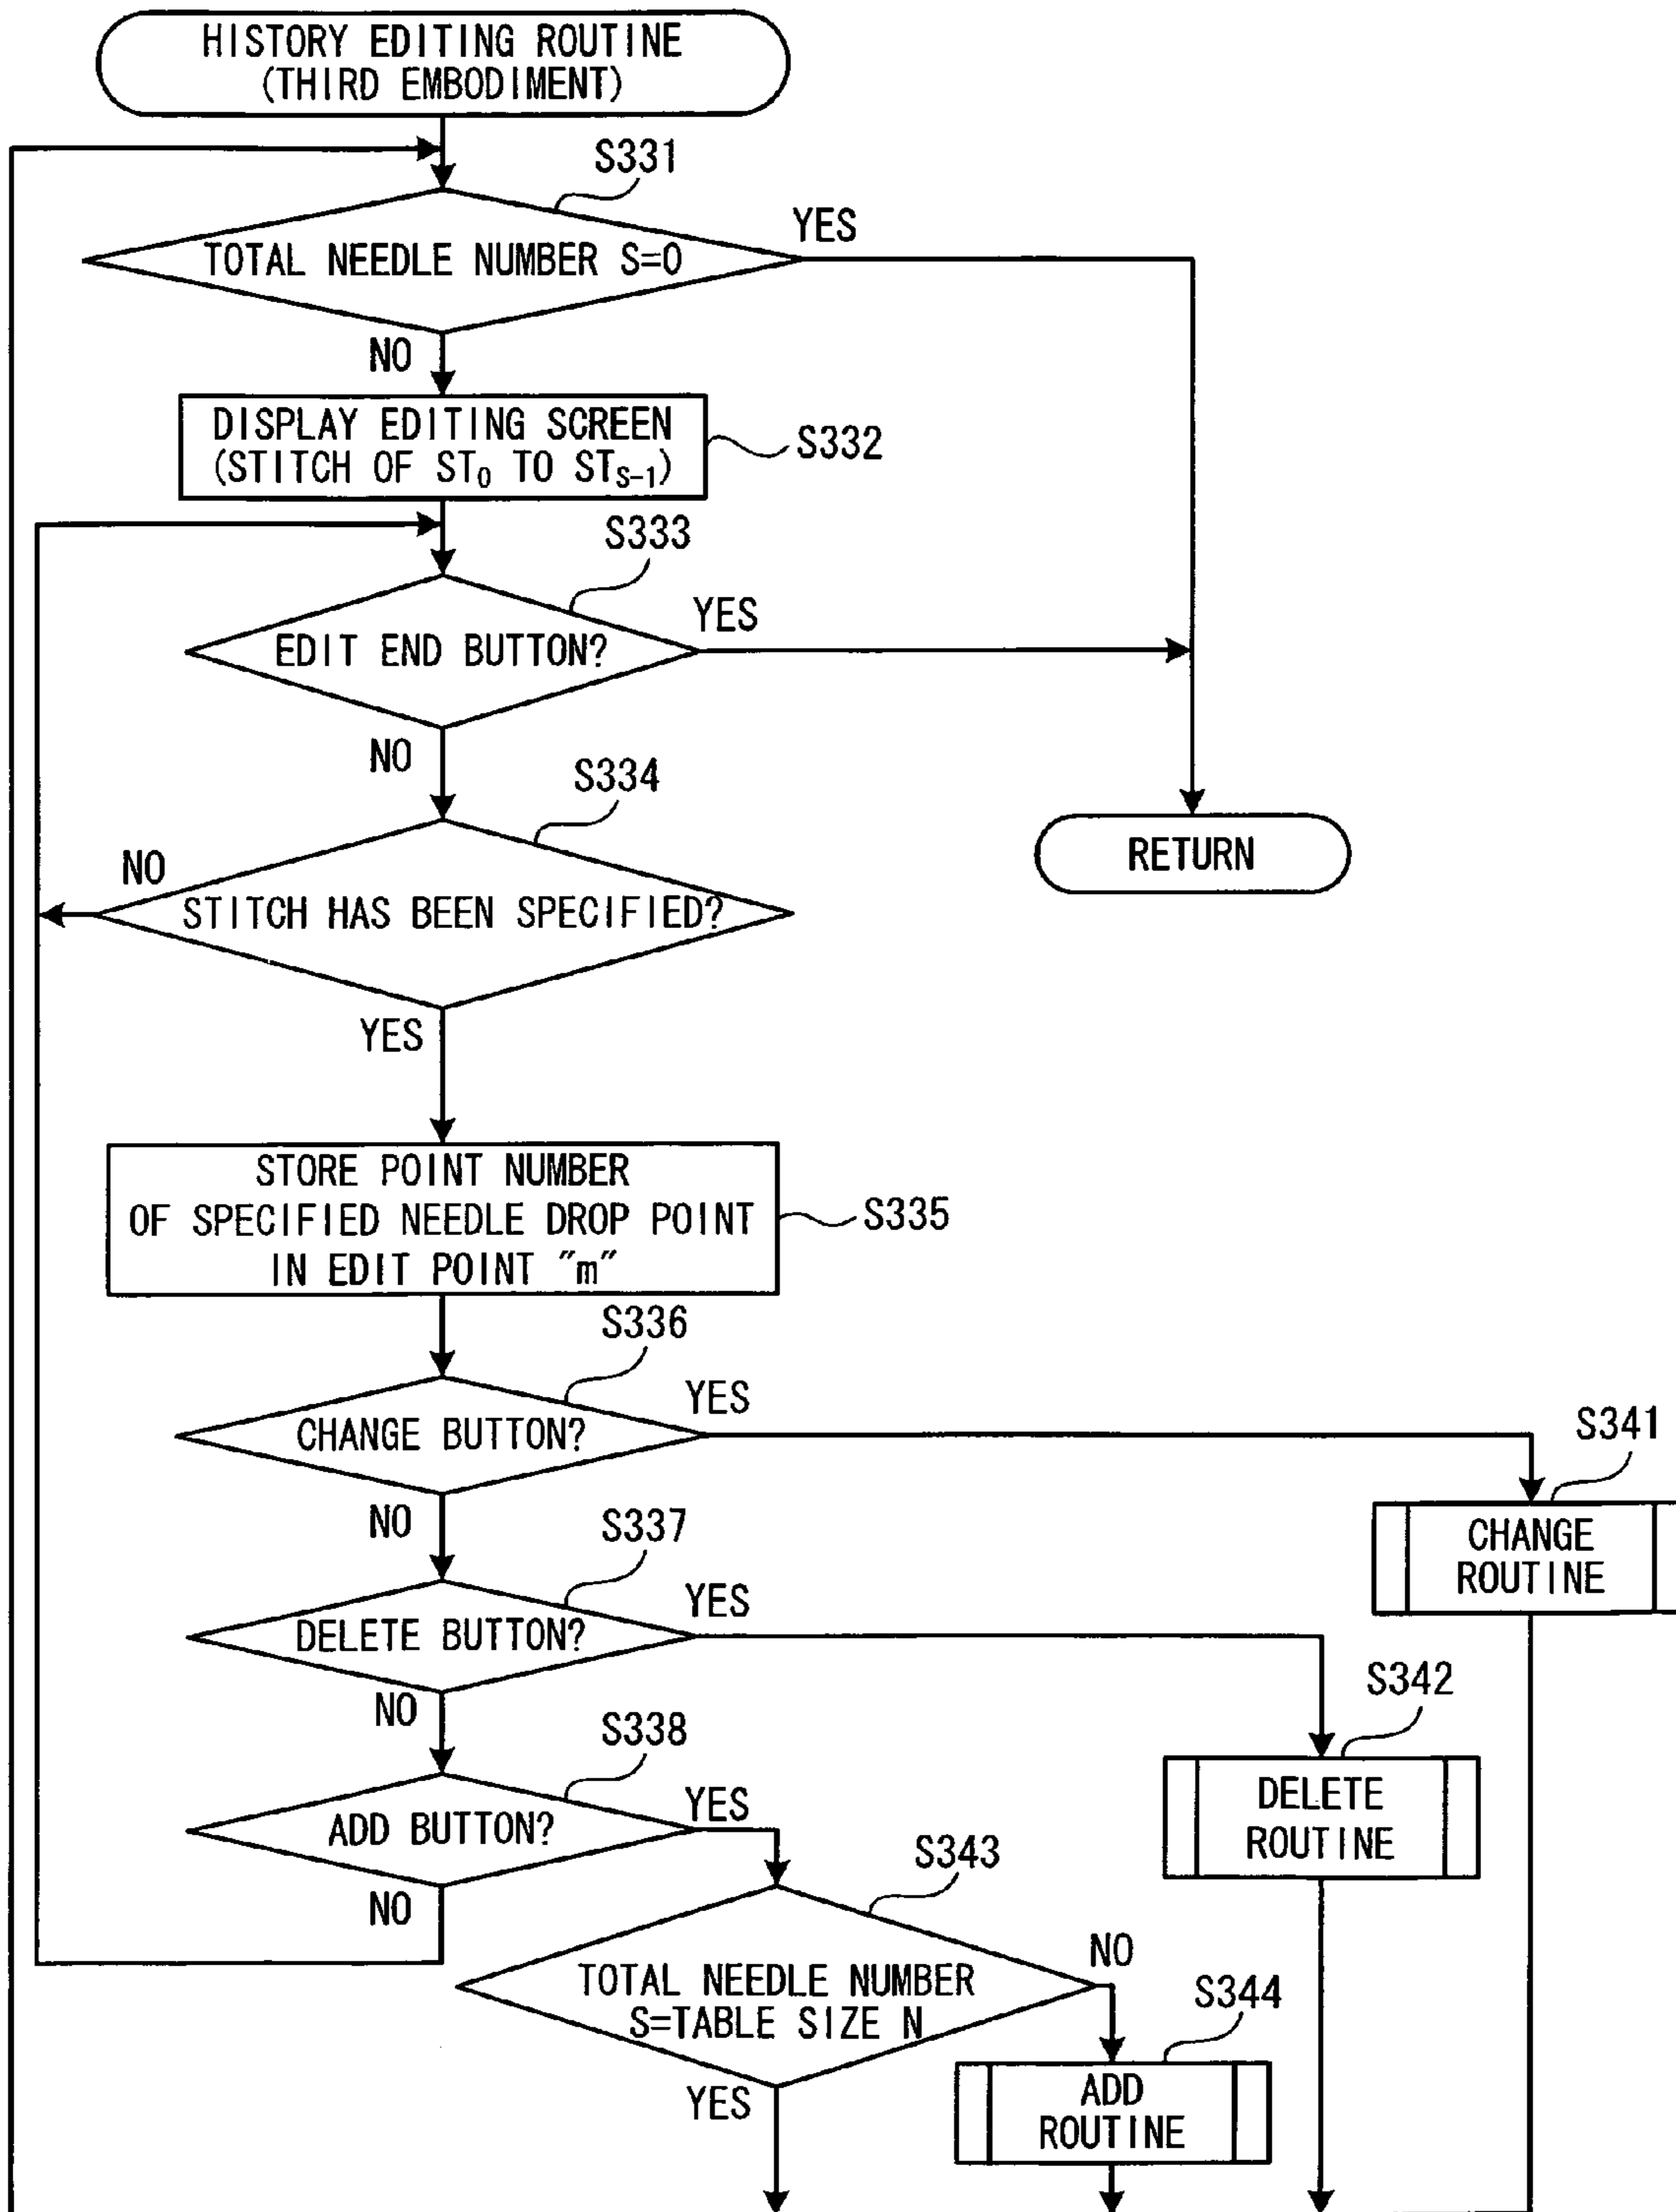 HISTORY EDITING ROUTINE
(THIRD EMBODIMENT)
S331
YES
TOTAL NEEDLE NUMBER S=0
NO
DISPLAY EDITING SCREEN
(STITCH OF ST₀ TO STₛ₋₁)
S332
S333
YES
EDIT END BUTTON?
NO
S334
NO
RETURN
STITCH HAS BEEN SPECIFIED?
YES
STORE POINT NUMBER
OF SPECIFIED NEEDLE DROP POINT
IN EDIT POINT "m"
S335
S336
YES
CHANGE BUTTON?
S341
NO
CHANGE
ROUTINE
S337
YES
DELETE BUTTON?
S342
NO
DELETE
ROUTINE
S338
YES
ADD BUTTON?
S343
NO
NO
TOTAL NEEDLE NUMBER
S=TABLE SIZE N
S344
YES
ADD
ROUTINE